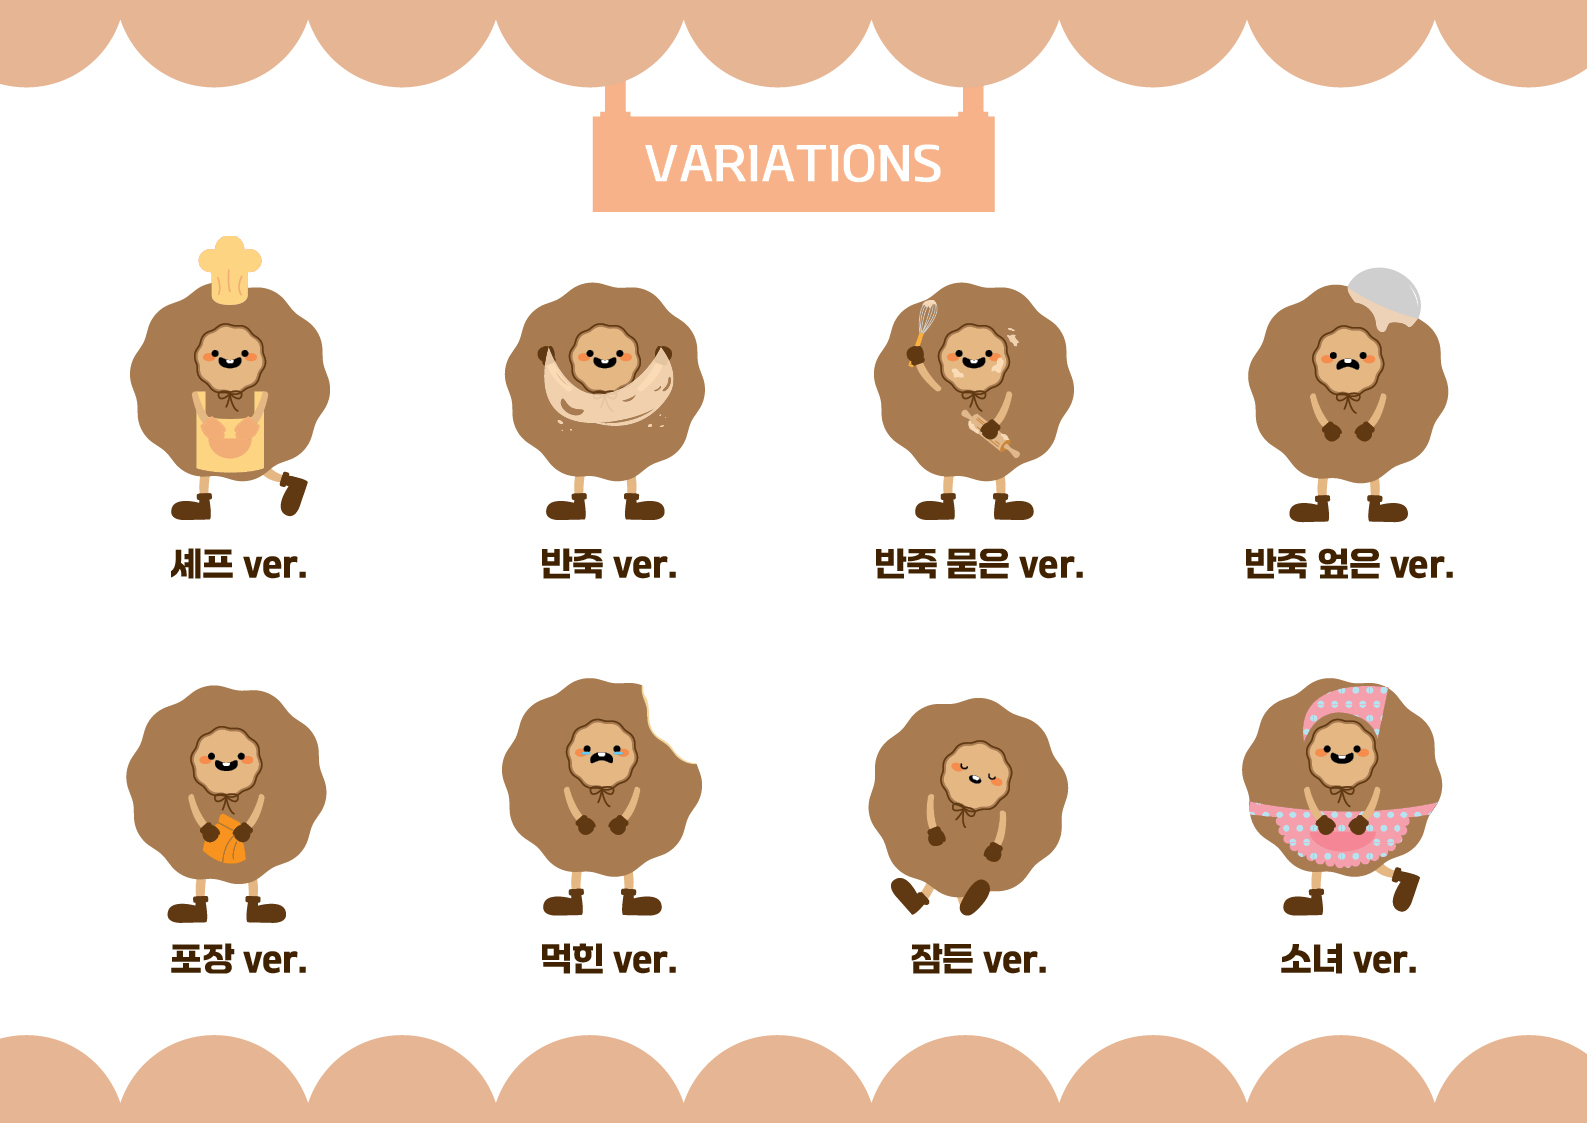 VARIATIONS
셰프 ver.
반죽 ver.
반죽 묻은 ver.
반죽 엎은 ver.
포장 ver.
먹힌 ver.
잠든 ver.
소녀 ver.